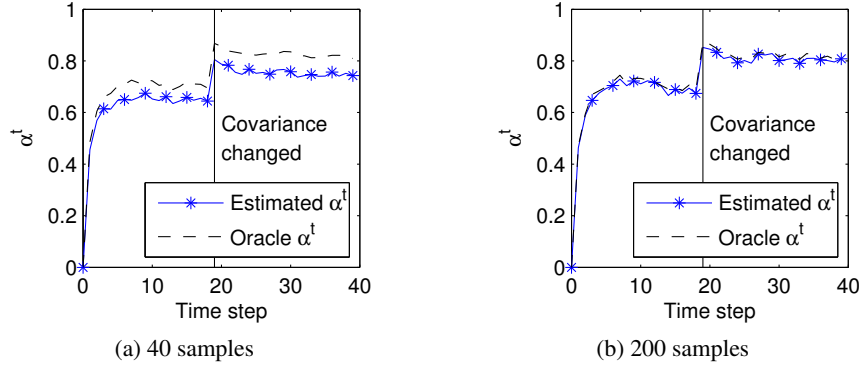 1
0.8
0.6
0.4
0.2
0
α^t
Covariance
changed
Estimated α^t
Oracle α^t
0 10 20 30 40
Time step
(a) 40 samples
1
0.8
0.6
0.4
0.2
0
α^t
Covariance
changed
Estimated α^t
Oracle α^t
0 10 20 30 40
Time step
(b) 200 samples